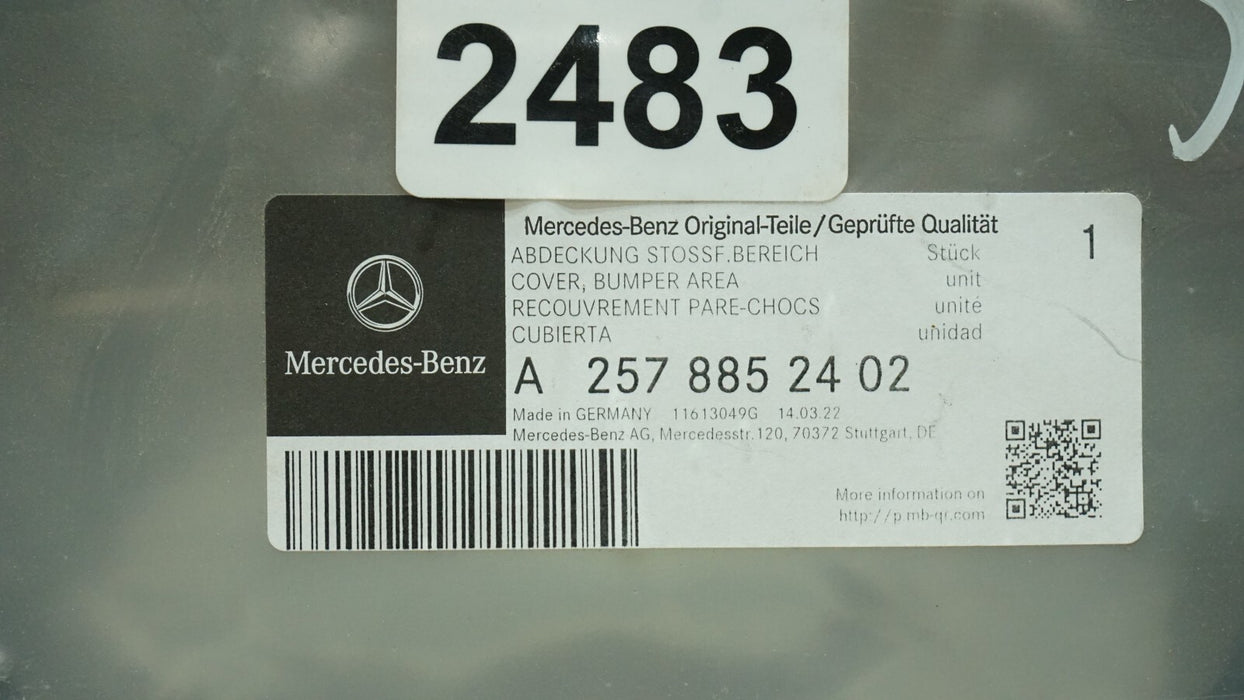 2483
Mercedes-Benz
Mercedes-Benz Original-Teile/Geprüfte Qualität 1
ABDECKUNG STOSSF.BEREICH Stück
COVER, BUMPER AREA unit
RECOUVREMENT PARE-CHOCS unité
CUBIERTA unidad
A 257 885 24 02
Made in GERMANY 11613049G 14.03.22
Mercedes-Benz AG, Mercedesstr.120, 70372 Stuttgart, DE
More information on
http://p.mb-qr.com